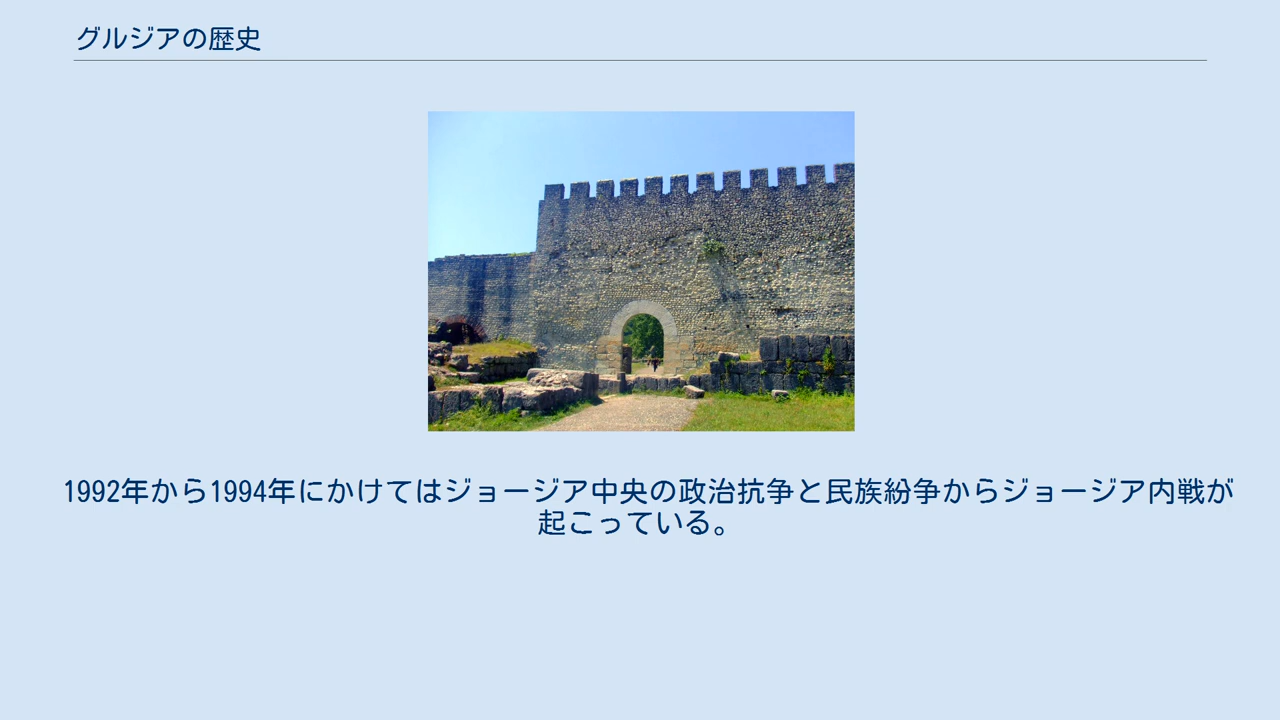 グルジアの歴史
1992年から1994年にかけてはジョージア中央の政治抗争と民族紛争からジョージア内戦が
起こっている。